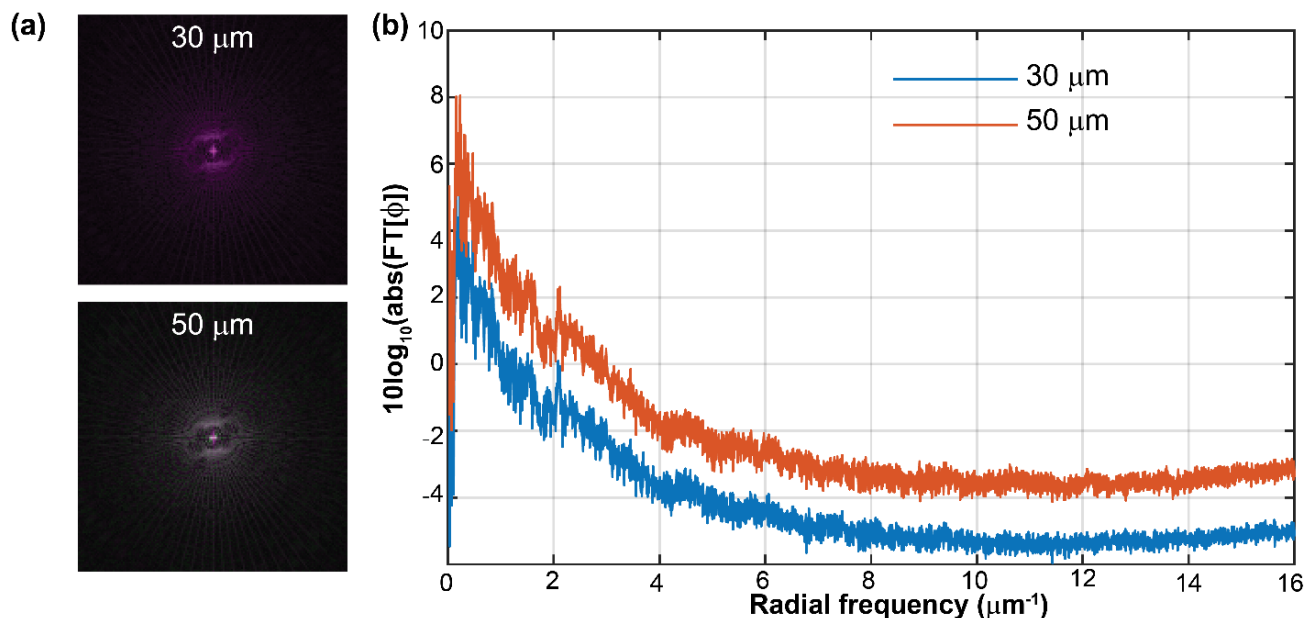 (a)
30 μm
50 μm
(b)
10
8
6
4
2
0
-2
-4
10log10(abs(FT[ϕ])
30 μm
50 μm
0 2 4 6 8 10 12 14 16
Radial frequency (μm-1)